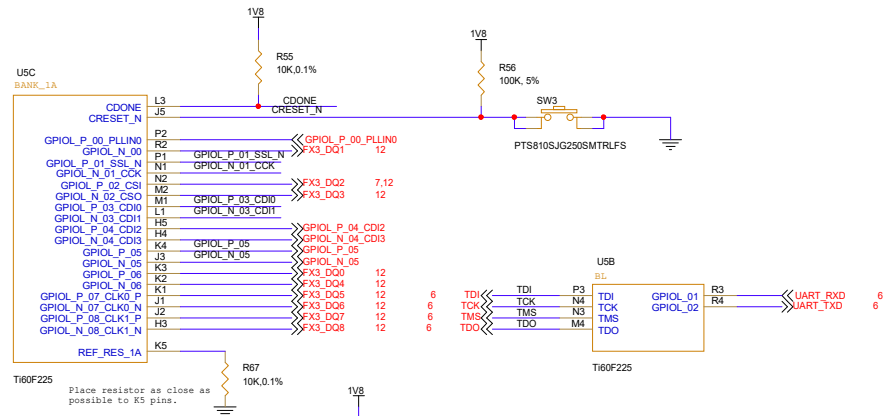 1V8
1V8
R55
10K,0.1%
R56
100K, 5%
U5C
BANK_1A
SW3
CDONE L3 CDONE
CRESET_N J5 CRESET_N
PTS810SJG250SMTRLFS
GPIOL_P_00_PLLIN0 P2 GPIOL_P_00_PLLIN0
GPIOL_N_00 R2 FX3_DQ1 12
GPIOL_P_01_SSL_N P1 GPIOL_P_01_SSL_N
GPIOL_N_01_CCK N1 GPIOL_N_01_CCK
GPIOL_P_02_CSI N2 FX3_DQ2 7,12
GPIOL_N_02_CSO M2 FX3_DQ3 12
GPIOL_P_03_CDI0 M1 GPIOL_P_03_CDI0
GPIOL_N_03_CDI1 L1 GPIOL_N_03_CDI1
GPIOL_P_04_CDI2 H5 GPIOL_P_04_CDI2
GPIOL_N_04_CDI3 H4 GPIOL_N_04_CDI3
GPIOL_P_05 K4 GPIOL_P_05 GPIOL_P_05
GPIOL_N_05 J3 GPIOL_N_05 GPIOL_N_05
GPIOL_P_06 K3 FX3_DQ0 12
GPIOL_N_06 K2 FX3_DQ4 12
GPIOL_P_07_CLK0_P K1 FX3_DQ5 12
GPIOL_N_07_CLK0_N J1 FX3_DQ6 12
GPIOL_P_08_CLK1_P J2 FX3_DQ7 12
GPIOL_N_08_CLK1_N H3 FX3_DQ8 12
REF_RES_1A K5
Ti60F225
R67
10K,0.1%
Place resistor as close as
possible to K5 pins.
1V8
U5B
BL
6 TDI TDI P3 TDI GPIOL_01 R3 UART_RXD 6
6 TCK TCK N4 TCK GPIOL_02 R4 UART_TXD 6
6 TMS TMS N3 TMS
6 TDO TDO M4 TDO
Ti60F225